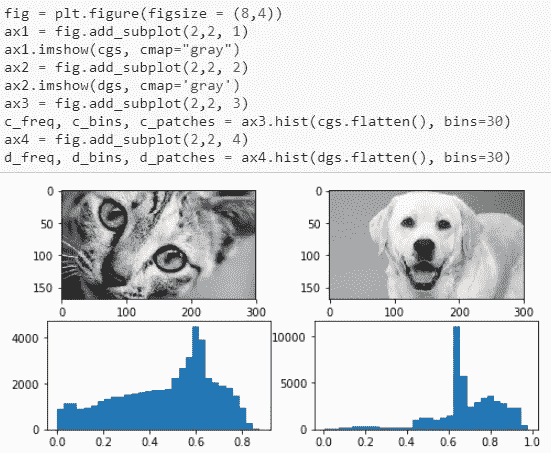 fig = plt.figure(figsize = (8,4))
ax1 = fig.add_subplot(2,2, 1)
ax1.imshow(cgs, cmap="gray")
ax2 = fig.add_subplot(2,2, 2)
ax2.imshow(dgs, cmap='gray')
ax3 = fig.add_subplot(2,2, 3)
c_freq, c_bins, c_patches = ax3.hist(cgs.flatten(), bins=30)
ax4 = fig.add_subplot(2,2, 4)
d_freq, d_bins, d_patches = ax4.hist(dgs.flatten(), bins=30)
0
50
100
150
0 100 200 300
0
50
100
150
0 100 200 300
4000
2000
0
0.0 0.2 0.4 0.6 0.8
10000
5000
0
0.0 0.2 0.4 0.6 0.8 1.0